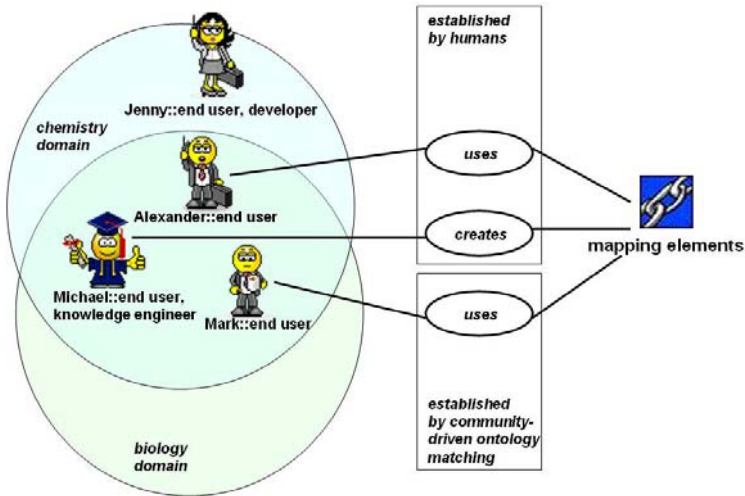 established
by humans
Jenny::end user, developer
chemistry
domain
uses
Alexander::end user
creates
mapping elements
Michael::end user,
knowledge engineer
Mark::end user
uses
established
by community-
driven ontology
matching
biology
domain